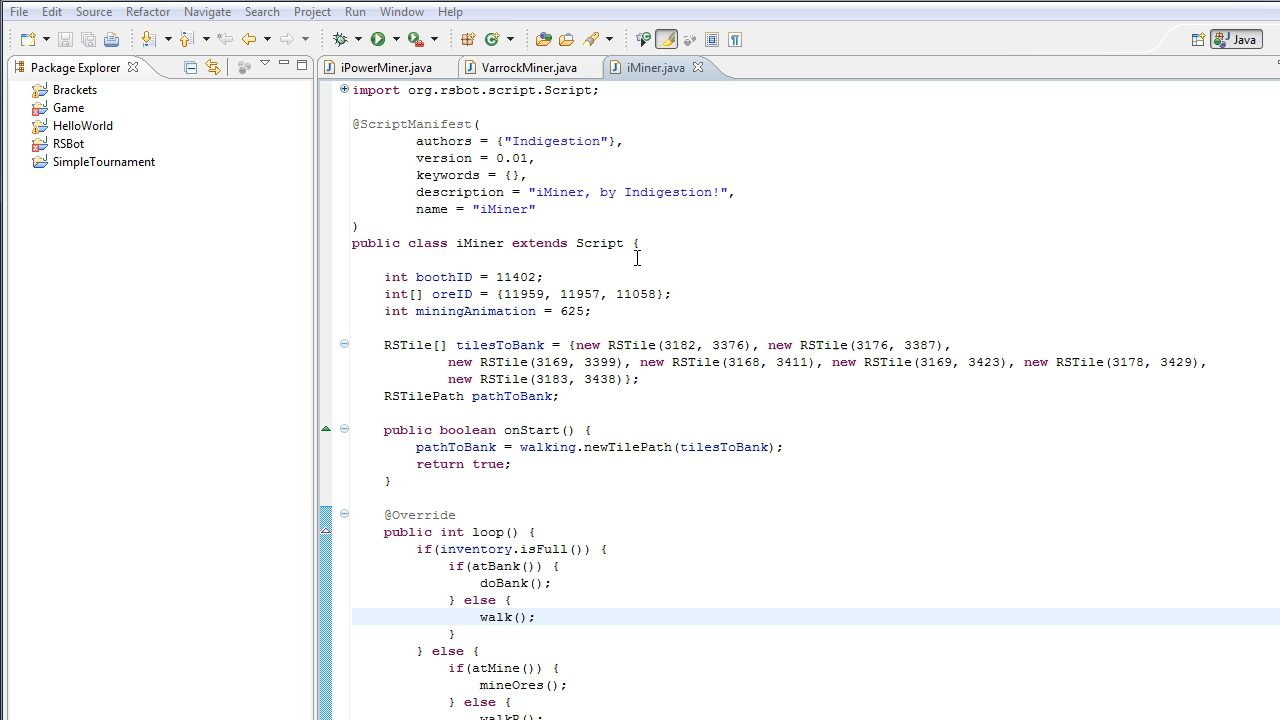 File Edit Source Refactor Navigate Search Project Run Window Help
Java
Package Explorer
iPowerMiner.java VarrockMiner.java iMiner.java
Brackets
Game
HelloWorld
RSBot
SimpleTournament
import org.rsbot.script.Script;
@ScriptManifest(
authors = {"Indigestion"},
version = 0.01,
keywords = {},
description = "iMiner, by Indigestion!",
name = "iMiner"
)
public class iMiner extends Script {
int boothID = 11402;
int[] oreID = {11959, 11957, 11058};
int miningAnimation = 625;
RSTile[] tilesToBank = {new RSTile(3182, 3376), new RSTile(3176, 3387),
new RSTile(3169, 3399), new RSTile(3168, 3411), new RSTile(3169, 3423), new RSTile(3178, 3429),
new RSTile(3183, 3438)};
RSTilePath pathToBank;
public boolean onStart() {
pathToBank = walking.newTilePath(tilesToBank);
return true;
}
@Override
public int loop() {
if(inventory.isFull()) {
if(atBank()) {
doBank();
} else {
walk();
}
} else {
if(atMine()) {
mineOres();
} else {
walkR();